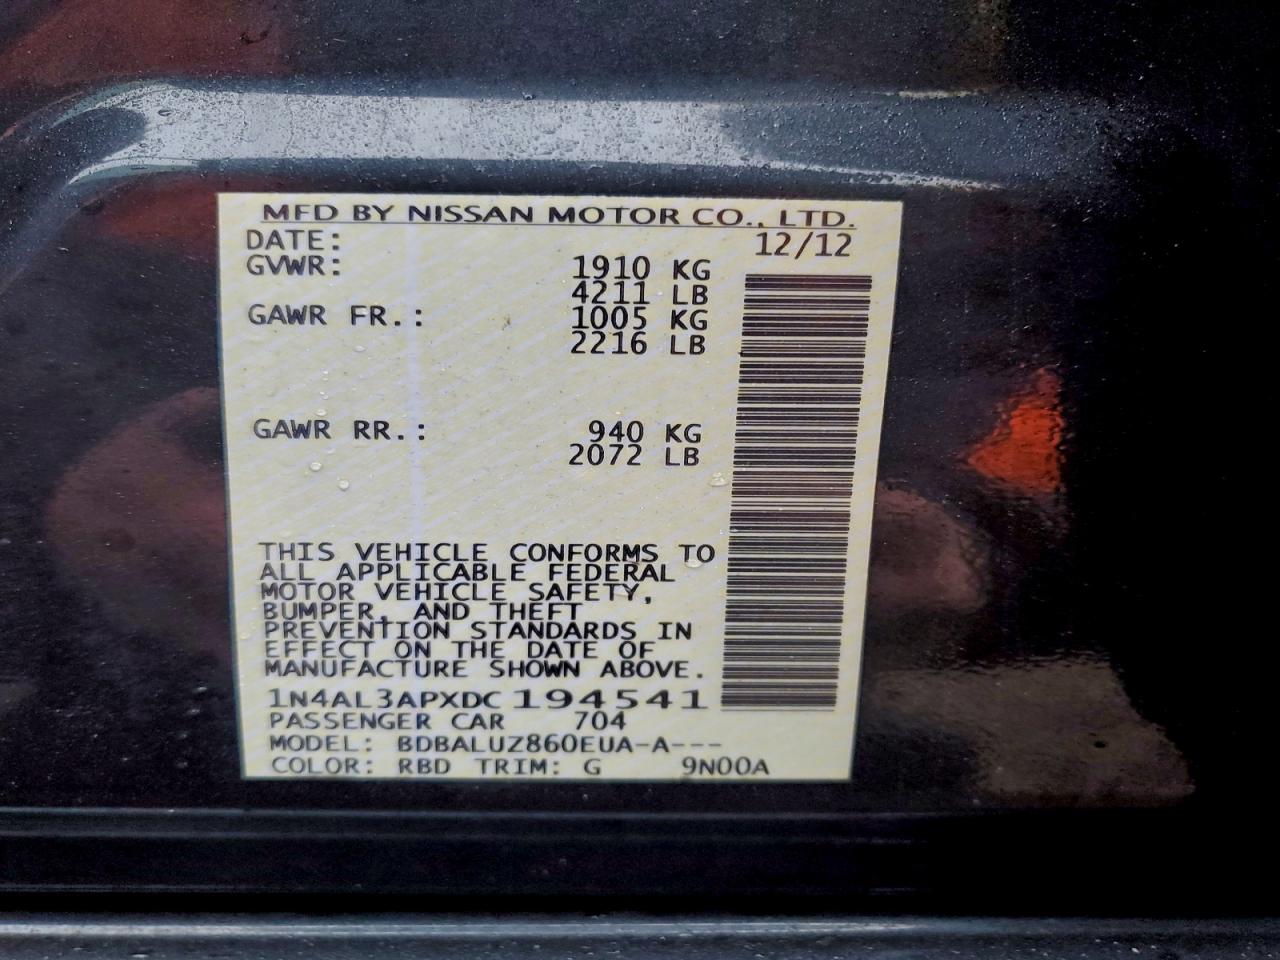 MFD BY NISSAN MOTOR CO., LTD.
DATE: 12/12
GVWR: 1910 KG
4211 LB
GAWR FR.: 1005 KG
2216 LB
GAWR RR.: 940 KG
2072 LB
THIS VEHICLE CONFORMS TO
ALL APPLICABLE FEDERAL
MOTOR VEHICLE SAFETY,
BUMPER, AND THEFT
PREVENTION STANDARDS IN
EFFECT ON THE DATE OF
MANUFACTURE SHOWN ABOVE.
1N4AL3APXDC194541
PASSENGER CAR 704
MODEL: BDBALUZ860EUA-A---
COLOR: RBD TRIM: G 9N00A